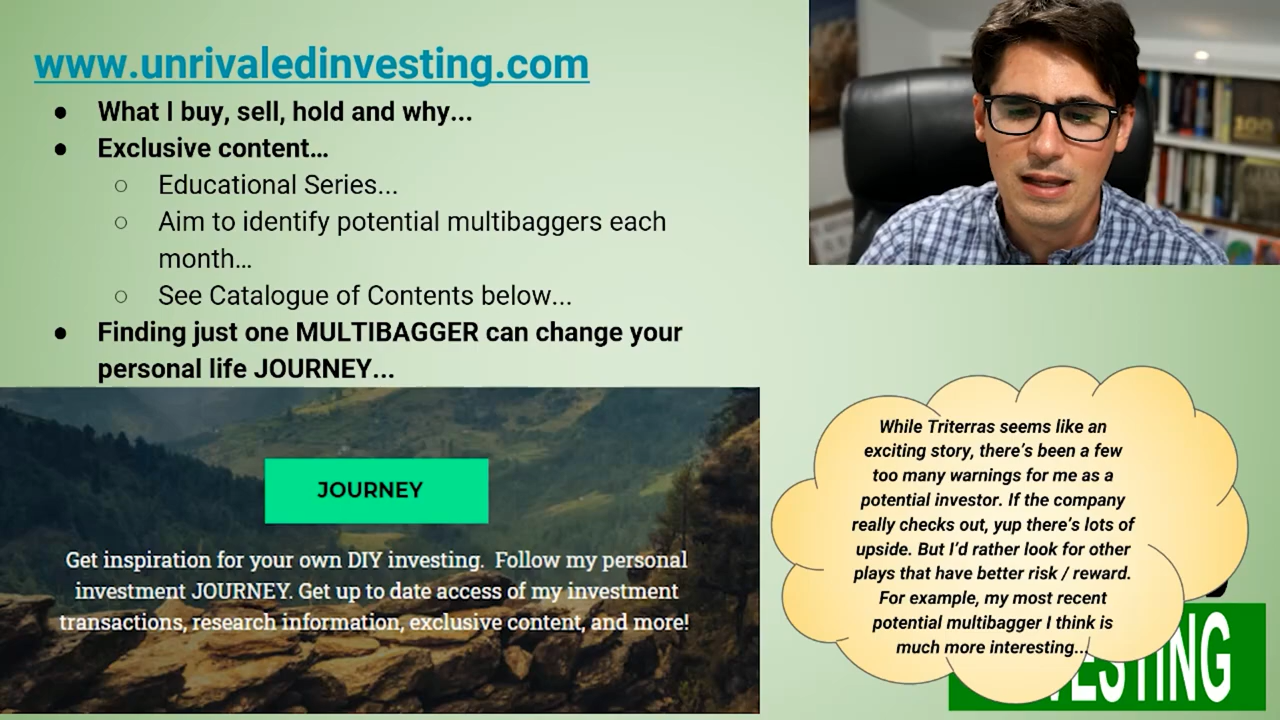 www.unrivaledinvesting.com
● What I buy, sell, hold and why...
● Exclusive content…
○ Educational Series...
○ Aim to identify potential multibaggers each
month…
○ See Catalogue of Contents below...
● Finding just one MULTIBAGGER can change your
personal life JOURNEY...
JOURNEY
Get inspiration for your own DIY investing.  Follow my personal
investment JOURNEY. Get up to date access of my investment
transactions, research information, exclusive content, and more!
While Triterras seems like an
exciting story, there’s been a few
too many warnings for me as a
potential investor. If the company
really checks out, yup there’s lots of
upside. But I’d rather look for other
plays that have better risk / reward.
For example, my most recent
potential multibagger I think is
much more interesting...
ESTING